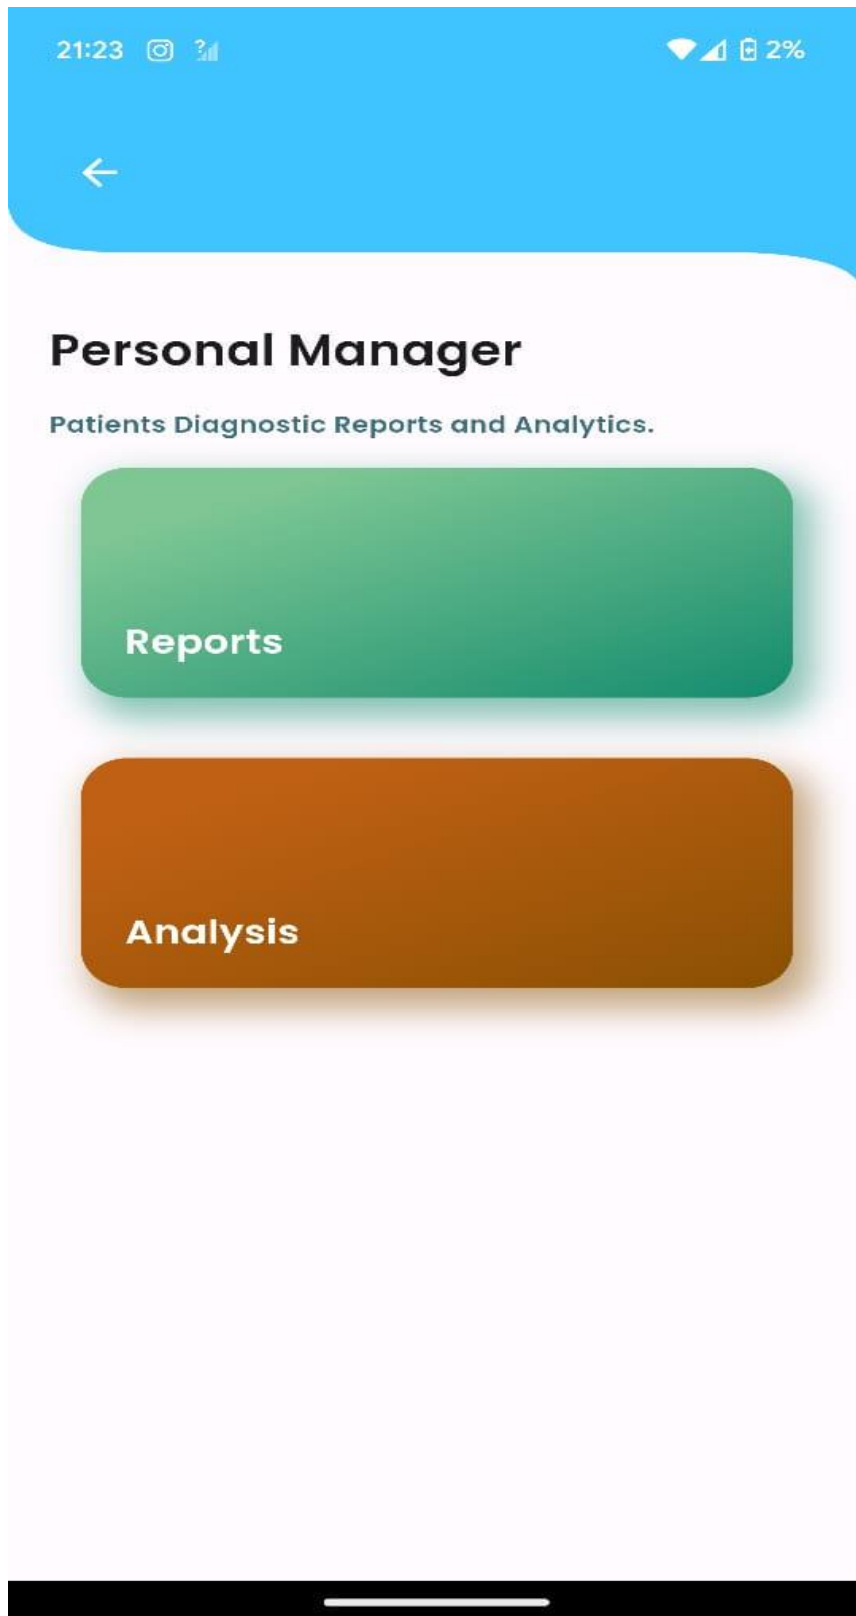 21:23 2%
Personal Manager
Patients Diagnostic Reports and Analytics.
Reports
Analysis